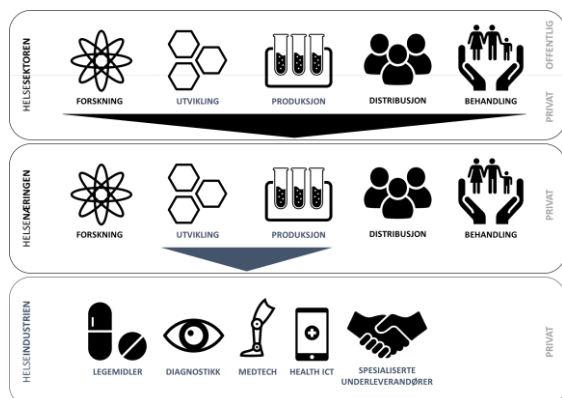 HELSESEKTOREN
FORSKNING
UTVIKLING
PRODUKSJON
DISTRIBUSJON
BEHANDLING
OFFENTLIG
PRIVAT
HELSENÆRINGEN
FORSKNING
UTVIKLING
PRODUKSJON
DISTRIBUSJON
BEHANDLING
PRIVAT
HELSEINDUSTRIEN
LEGEMIDLER
DIAGNOSTIKK
MEDTECH
HEALTH ICT
SPESIALISERTE
UNDERLEVERANDØRER
PRIVAT